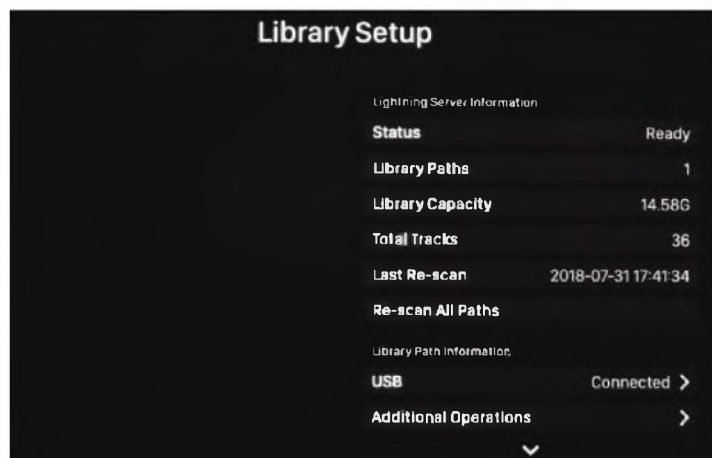 Library Setup
Lightning Server Information
Status Ready
Library Paths 1
Library Capacity 14.58G
Total Tracks 36
Last Re-scan 2018-07-31 17:41:34
Re-scan All Paths
Library Path Information
USB Connected >
Additional Operations >